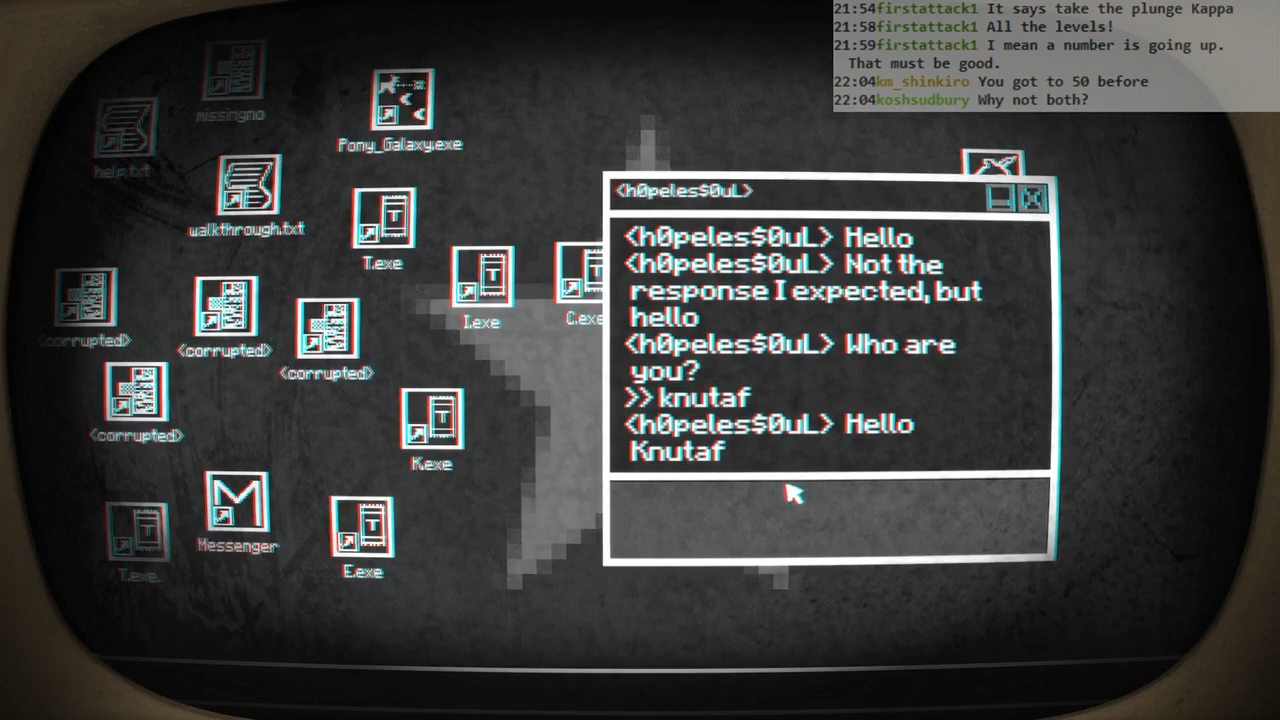 21:54firstattack1 It says take the plunge Kappa
21:58firstattack1 All the levels!
21:59firstattack1 I mean a number is going up.
That must be good.
22:04km_shinkiro You got to 50 before
22:04koshsudbury Why not both?
missingno
help.txt
Pony_Galaxy.exe
walkthrough.txt
T.exe
I.exe
C.exe
<corrupted>
<corrupted>
<corrupted>
<corrupted>
K.exe
Messenger
E.exe
T.exe
<h0peles$0uL>
<h0peles$0uL> Hello
<h0peles$0uL> Not the
response I expected, but
hello
<h0peles$0uL> Who are
you?
>> knutaf
<h0peles$0uL> Hello
Knutaf